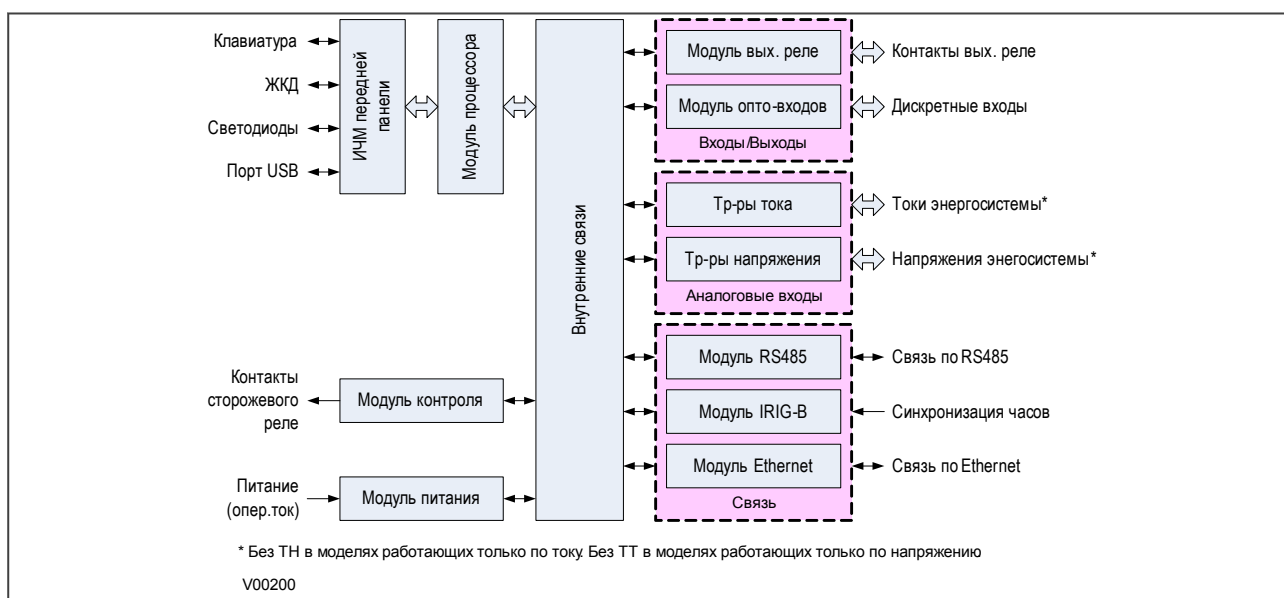 Клавиатура
ЖКД
Светодиоды
Порт USB
ИЧМ передней
панели
Модуль процессора
Внутренние связи
Модуль вых. реле
Контакты вых. реле
Модуль опто-входов
Дискретные входы
Входы/Выходы
Тр-ры тока
Токи энергосистемы*
Тр-ры напряжения
Напряжения энегосистемы*
Аналоговые входы
Модуль RS485
Связь по RS485
Модуль IRIG-B
Синхронизация часов
Модуль Ethernet
Связь по Ethernet
Связь
Контакты
сторожевого
реле
Модуль контроля
Питание
(опер.ток)
Модуль питания
* Без ТН в моделях работающих только по току. Без ТТ в моделях работающих только по напряжению
V00200